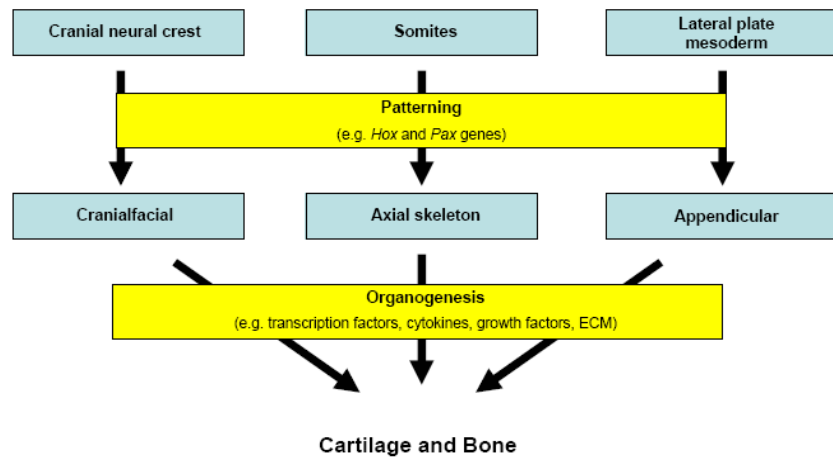 Cranial neural crest
Somites
Lateral plate
mesoderm
Patterning
(e.g. Hox and Pax genes)
Cranialfacial
Axial skeleton
Appendicular
Organogenesis
(e.g. transcription factors, cytokines, growth factors, ECM)
Cartilage and Bone